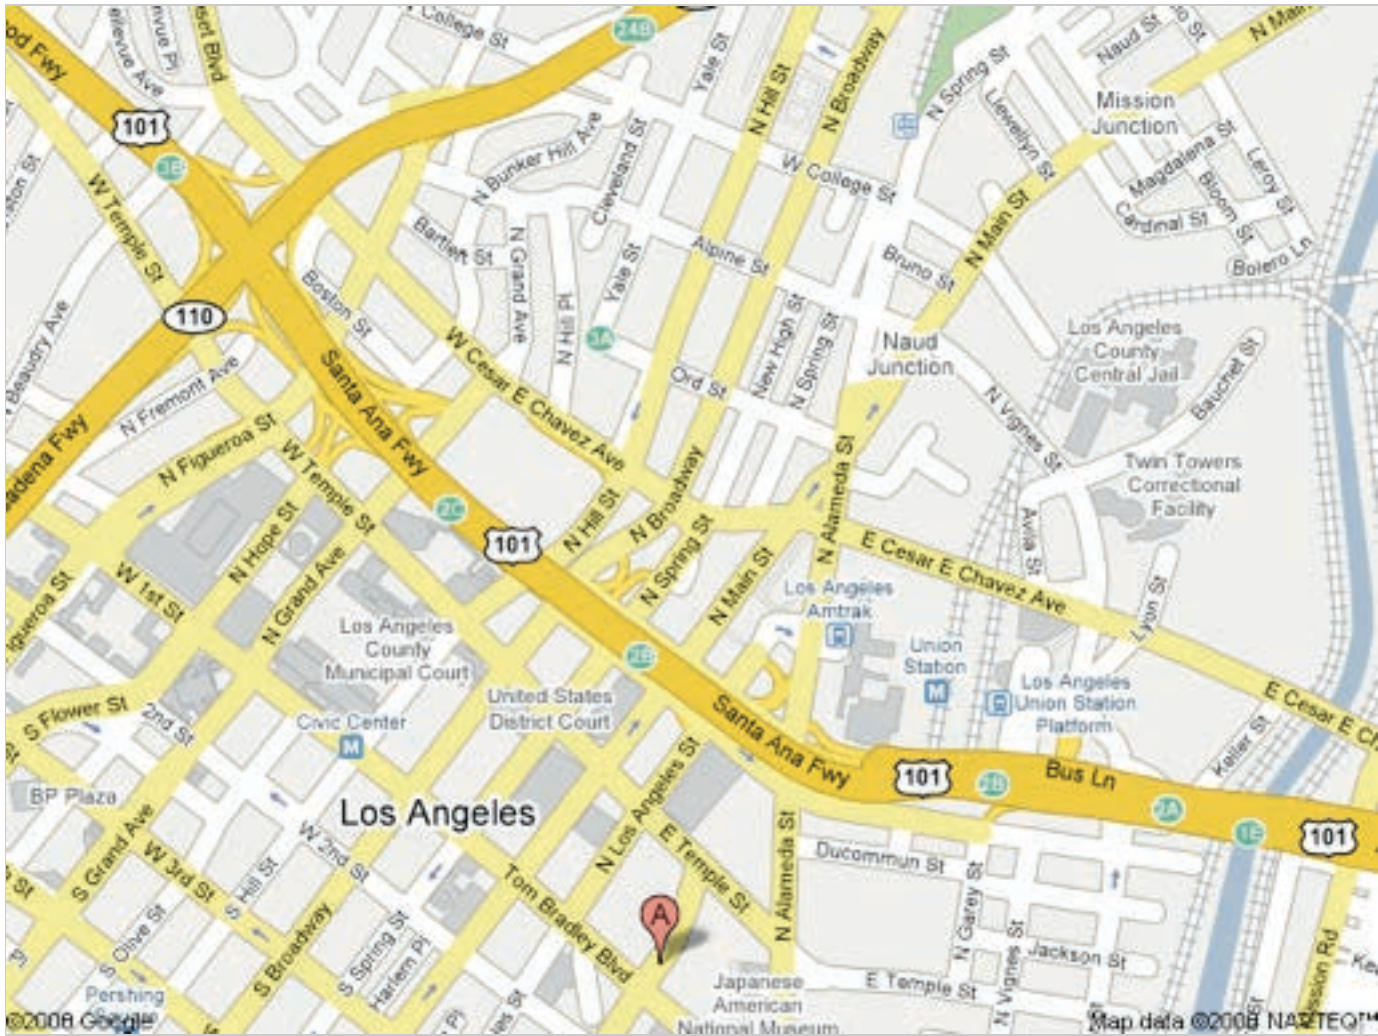 24B
W College St
Yale St
N Hill St
N Broadway
N Spring St
Naud St
N Main
Bellevue Ave
101
3B
Mission
Junction
Llewellyn St
Magdalena St
Leroy St
Bloom St
Cardinal St
Bolero Ln
N Bunker Hill Ave
Cleveland St
W College St
N Main St
W Temple St
Bartlett St
N Grand Ave
Alpine St
Bruno St
Yale St
Boston St
N Hill Pl
110
3A
New High St
N Spring St
Naud
Junction
Los Angeles
County
Central Jail
Beaudry Ave
N Fremont Ave
Santa Ana Fwy
W Cesar E Chavez Ave
Ord St
N Vignes St
Bauchet St
N Figueroa St
W Temple St
Twin Towers
Correctional
Facility
2C
101
N Hill St
N Broadway
N Alameda St
Avila St
N Hope St
N Grand Ave
W 1st St
N Spring St
N Main St
E Cesar E Chavez Ave
Los Angeles
Amtrak
Lyon St
Figueroa St
Los Angeles
County
Municipal Court
2B
Union
Station
M
United States
District Court
Los Angeles
Union Station
Platform
E Cesar E Ch
S Flower St
2nd St
Civic Center
M
Santa Ana Fwy
Keller St
BP Plaza
101
2B
Bus Ln
2A
1E
101
Los Angeles
N Los Angeles St
E Temple St
N Alameda St
Ducommun St
S Grand Ave
W 3rd St
W 2nd St
S Hill St
Tom Bradley Blvd
A
N Garey St
N Vignes St
Jackson St
S Olive St
S Broadway
S Spring St
Harlem Pl
E Temple St
Mission Rd
Japanese
American
National Museum
Pershing
©2008 Google
Map data ©2008 NAVTEQ™